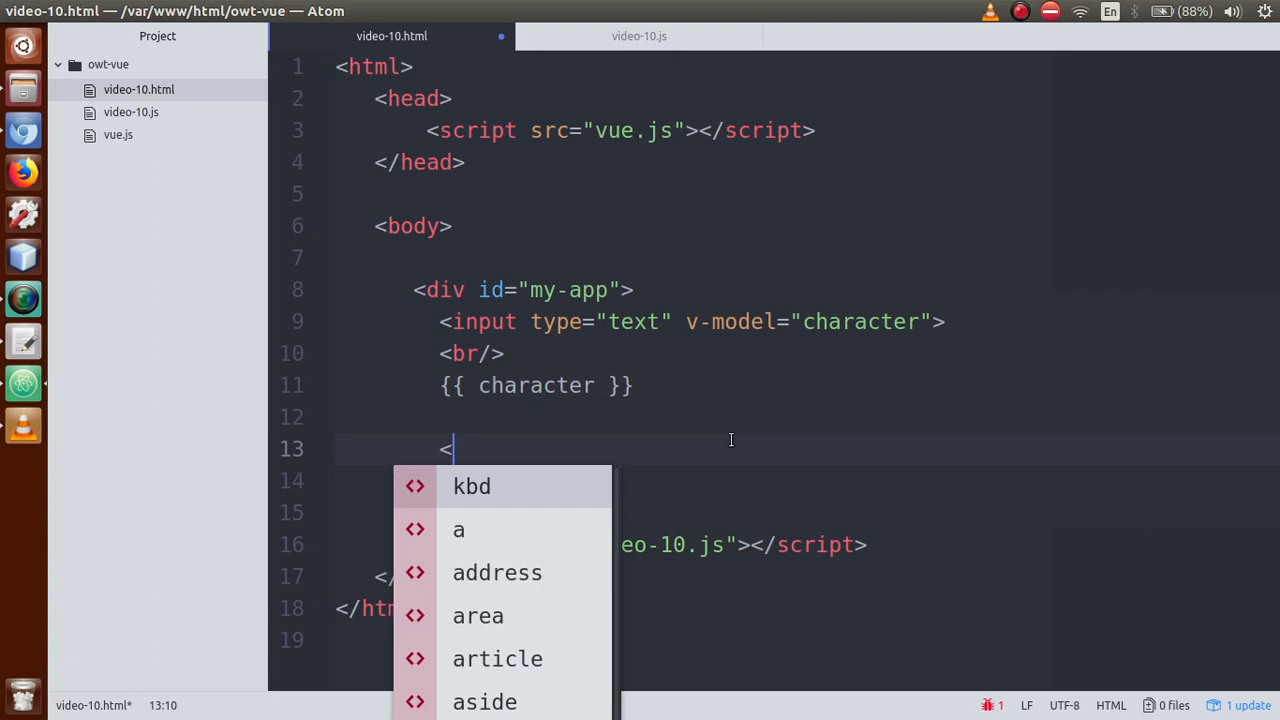 video-10.html — /var/www/html/owt-vue — Atom
En
(88%)
Project
video-10.html
video-10.js
owt-vue
video-10.html
video-10.js
vue.js
1 <html>
2 <head>
3 <script src="vue.js"></script>
4 </head>
5
6 <body>
7
8 <div id="my-app">
9 <input type="text" v-model="character">
10 <br/>
11 {{ character }}
12
13 <
14
15
16 eo-10.js"></script>
17 </
18 </htm
19
kbd
a
address
area
article
aside
video-10.html*
13:10
1
LF
UTF-8
HTML
0 files
1 update